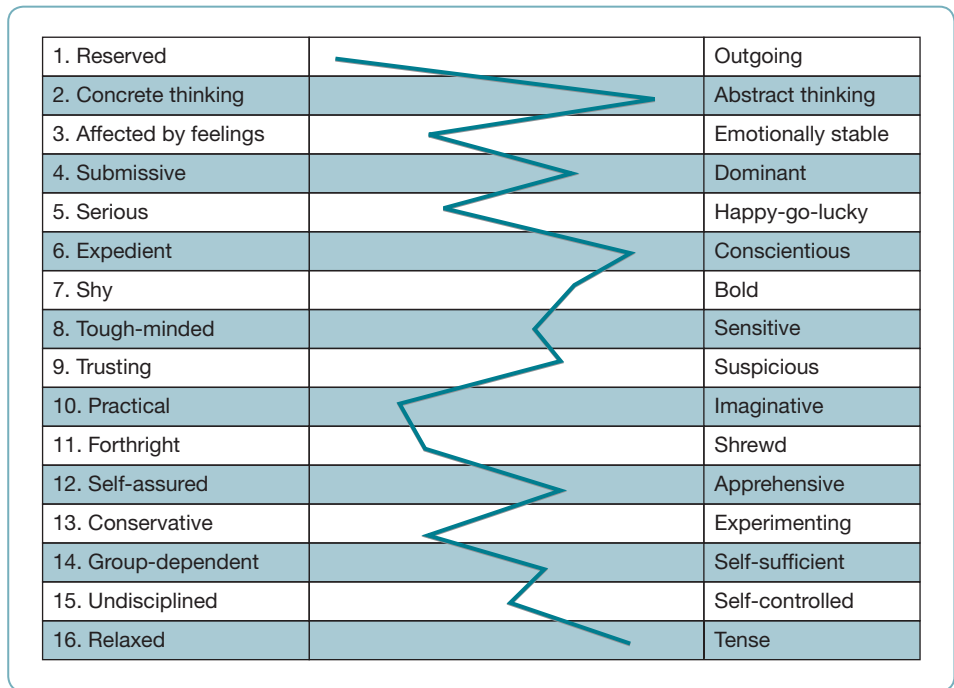 1. Reserved Outgoing
2. Concrete thinking Abstract thinking
3. Affected by feelings Emotionally stable
4. Submissive Dominant
5. Serious Happy-go-lucky
6. Expedient Conscientious
7. Shy Bold
8. Tough-minded Sensitive
9. Trusting Suspicious
10. Practical Imaginative
11. Forthright Shrewd
12. Self-assured Apprehensive
13. Conservative Experimenting
14. Group-dependent Self-sufficient
15. Undisciplined Self-controlled
16. Relaxed Tense